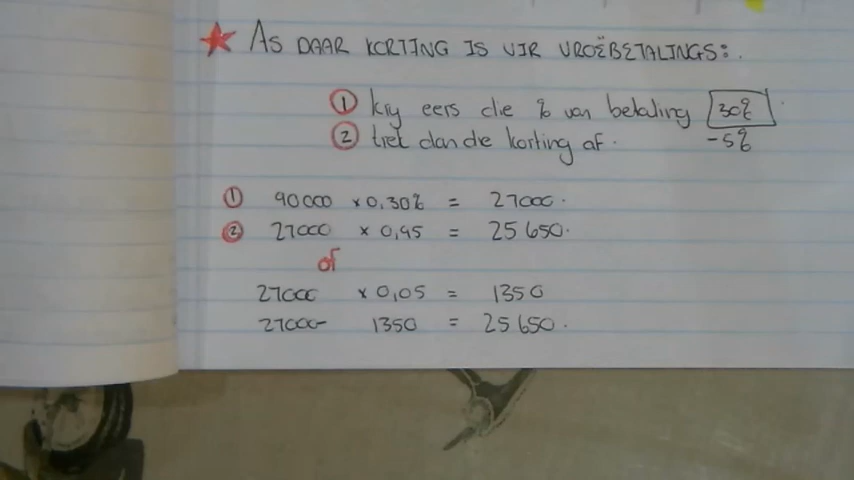 ★ AS DAAR KORTING IS VIR VROËBETALINGS:.
① kry eers die % van betaling 30%
② trek dan die korting af. -5%
① 90000 × 0,30% = 27000.
② 27000 × 0,95 = 25 650.
of
27000 × 0,05 = 1350
27000- 1350 = 25 650.